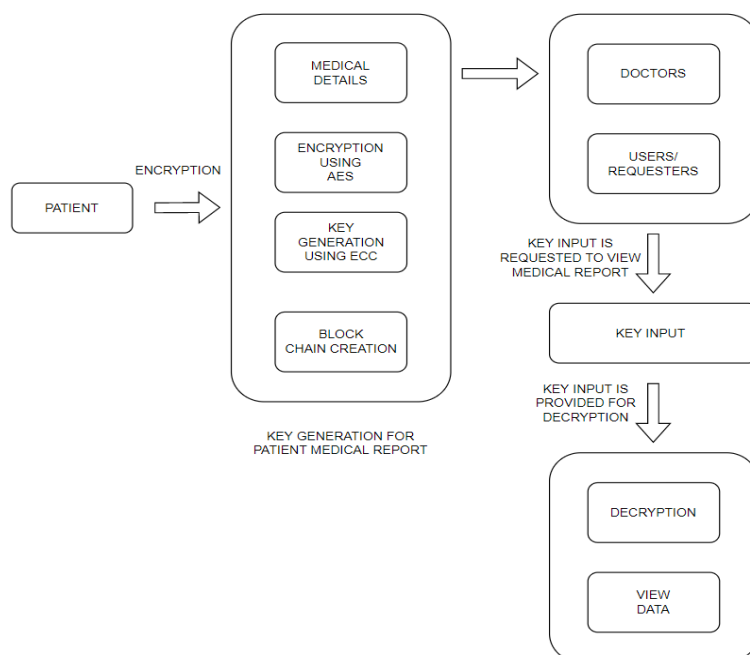 PATIENT
ENCRYPTION
MEDICAL
DETAILS
ENCRYPTION
USING
AES
KEY
GENERATION
USING ECC
BLOCK
CHAIN CREATION
KEY GENERATION FOR
PATIENT MEDICAL REPORT
DOCTORS
USERS/
REQUESTERS
KEY INPUT IS
REQUESTED TO VIEW
MEDICAL REPORT
KEY INPUT
KEY INPUT IS
PROVIDED FOR
DECRYPTION
DECRYPTION
VIEW
DATA